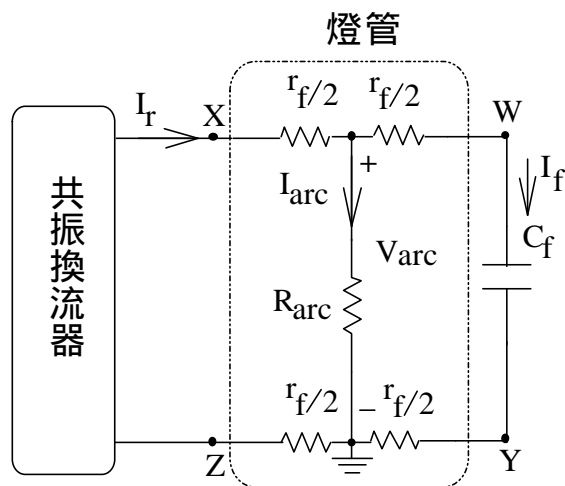 燈管
r_f/2
r_f/2
I_r
X
W
I_arc
+
I_f
C_f
V_arc
R_arc
共振換流器
r_f/2
–
r_f/2
Z
Y